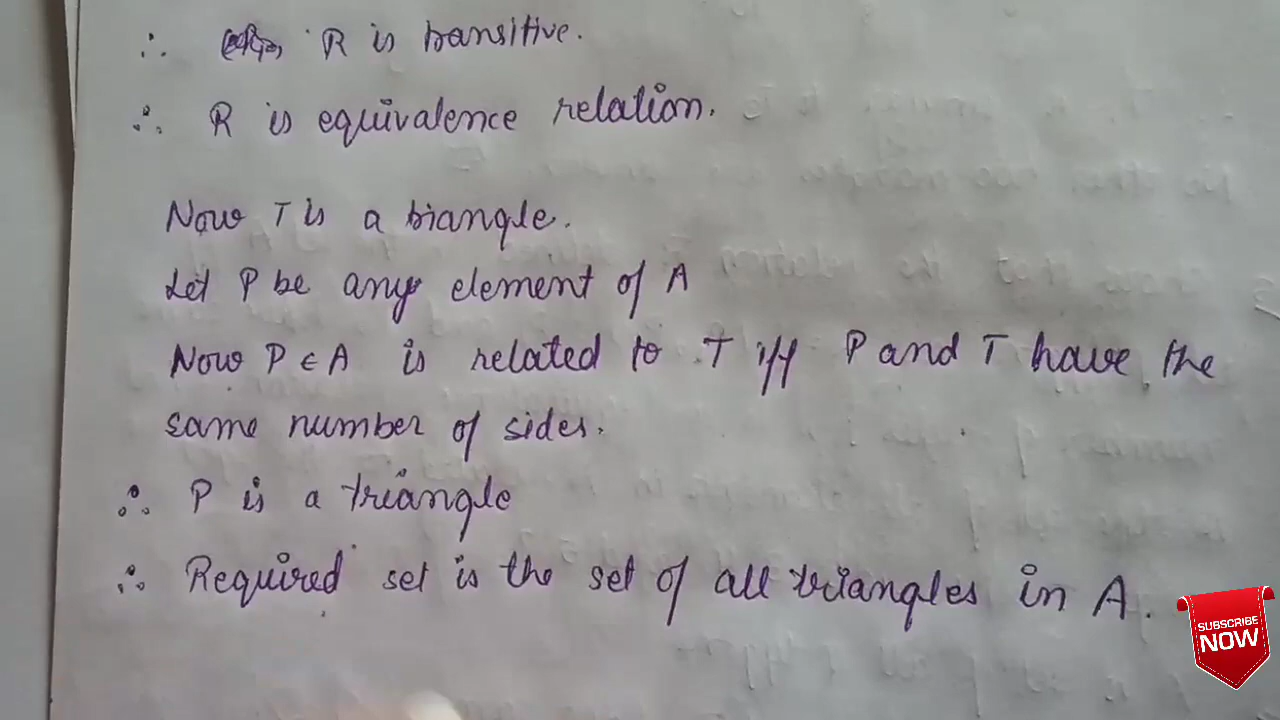 ∴ R is transitive.
∴ R is equivalence relation.
Now T is a triangle.
Let P be any element of A
Now P ∈ A is related to T iff P and T have the
same number of sides.
∴ P is a triangle
∴ Required set is the set of all triangles in A.
SUBSCRIBE
NOW